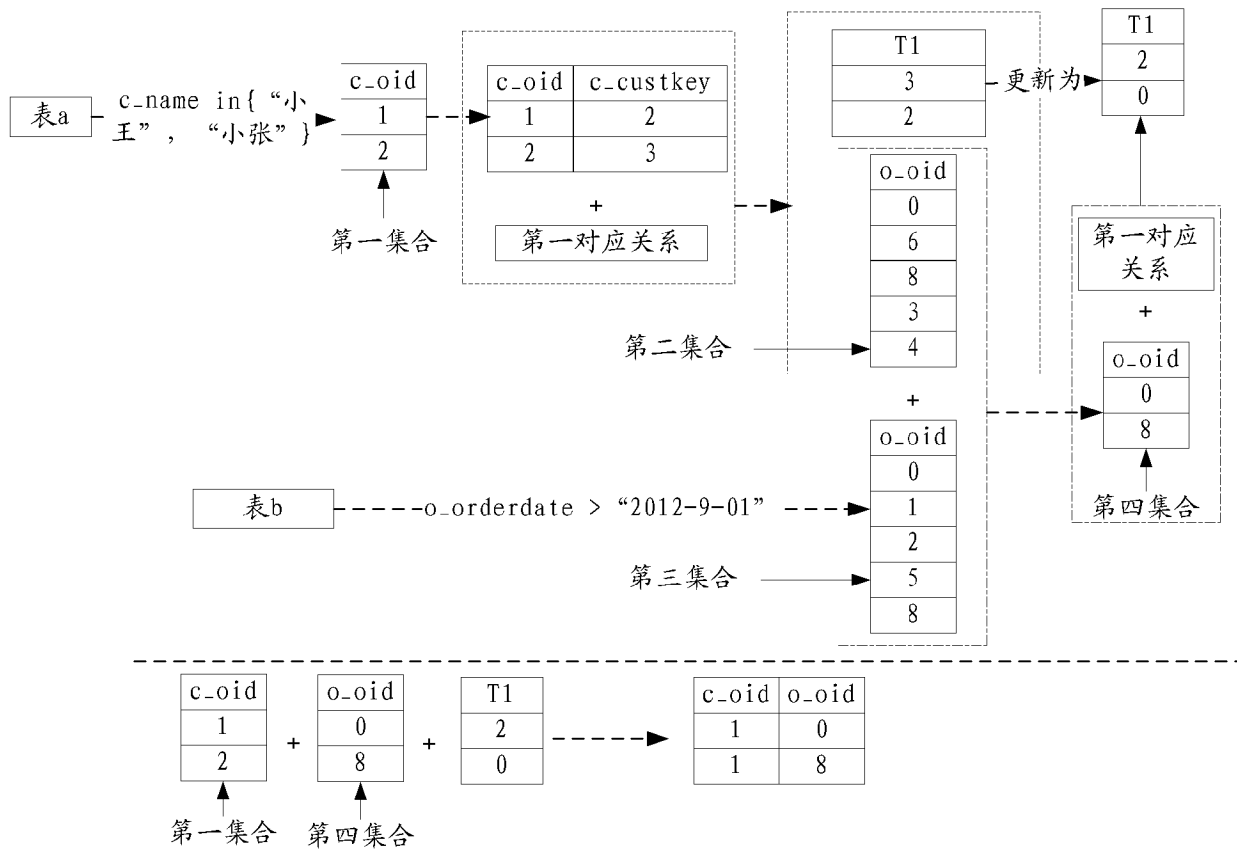 表a
c_name in{“小
王”, “小张”}
c_oid
1
2
第一集合
c_oid c_custkey
1 2
2 3
+
第一对应关系
T1
3
2
更新为
T1
2
0
o_oid
0
6
8
3
4
第二集合
+
第一对应
关系
+
o_oid
0
8
第四集合
表b
o_orderdate > “2012-9-01”
o_oid
0
1
2
5
8
第三集合
c_oid
1
2
第一集合
+
o_oid
0
8
第四集合
+
T1
2
0
c_oid o_oid
1 0
1 8